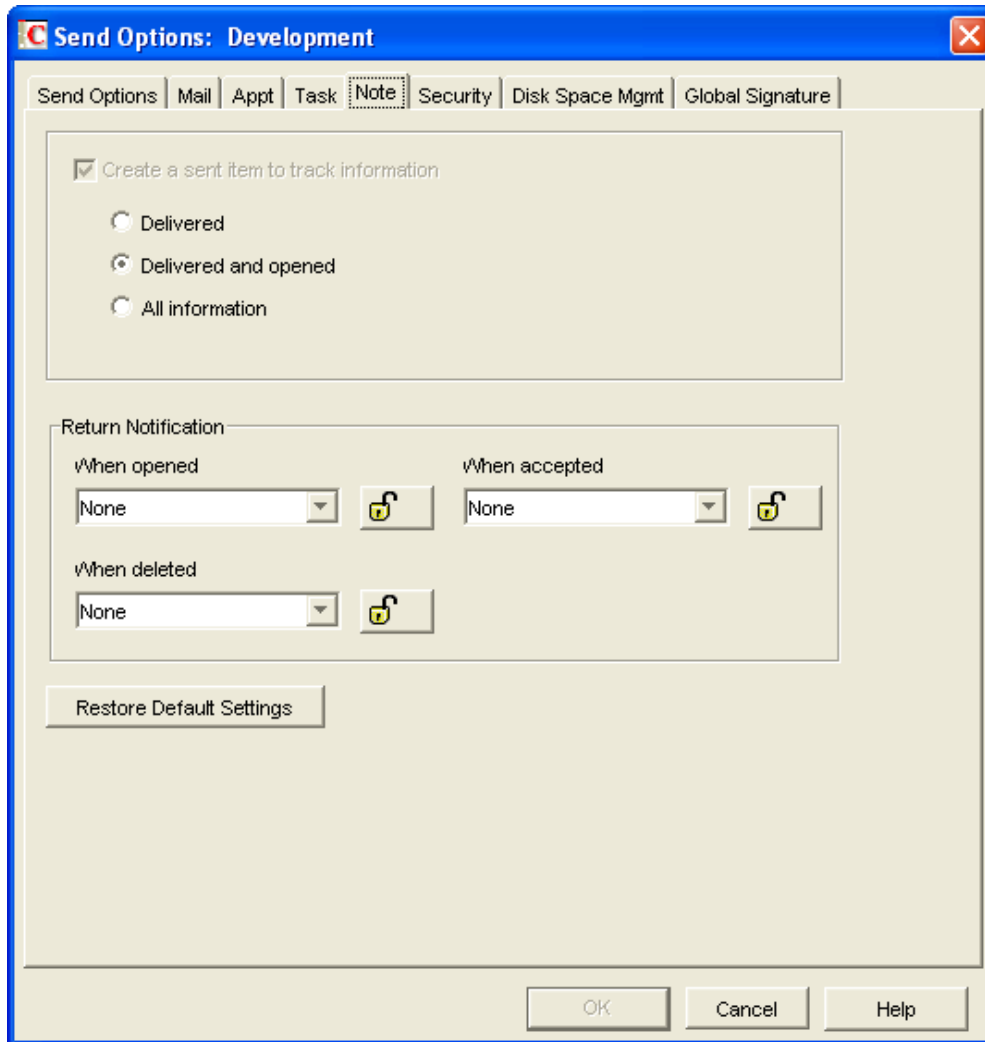 Send Options: Development
Send Options Mail Appt Task Note Security Disk Space Mgmt Global Signature
Create a sent item to track information
Delivered
Delivered and opened
All information
Return Notification
When opened When accepted
None None
When deleted
None
Restore Default Settings
OK Cancel Help